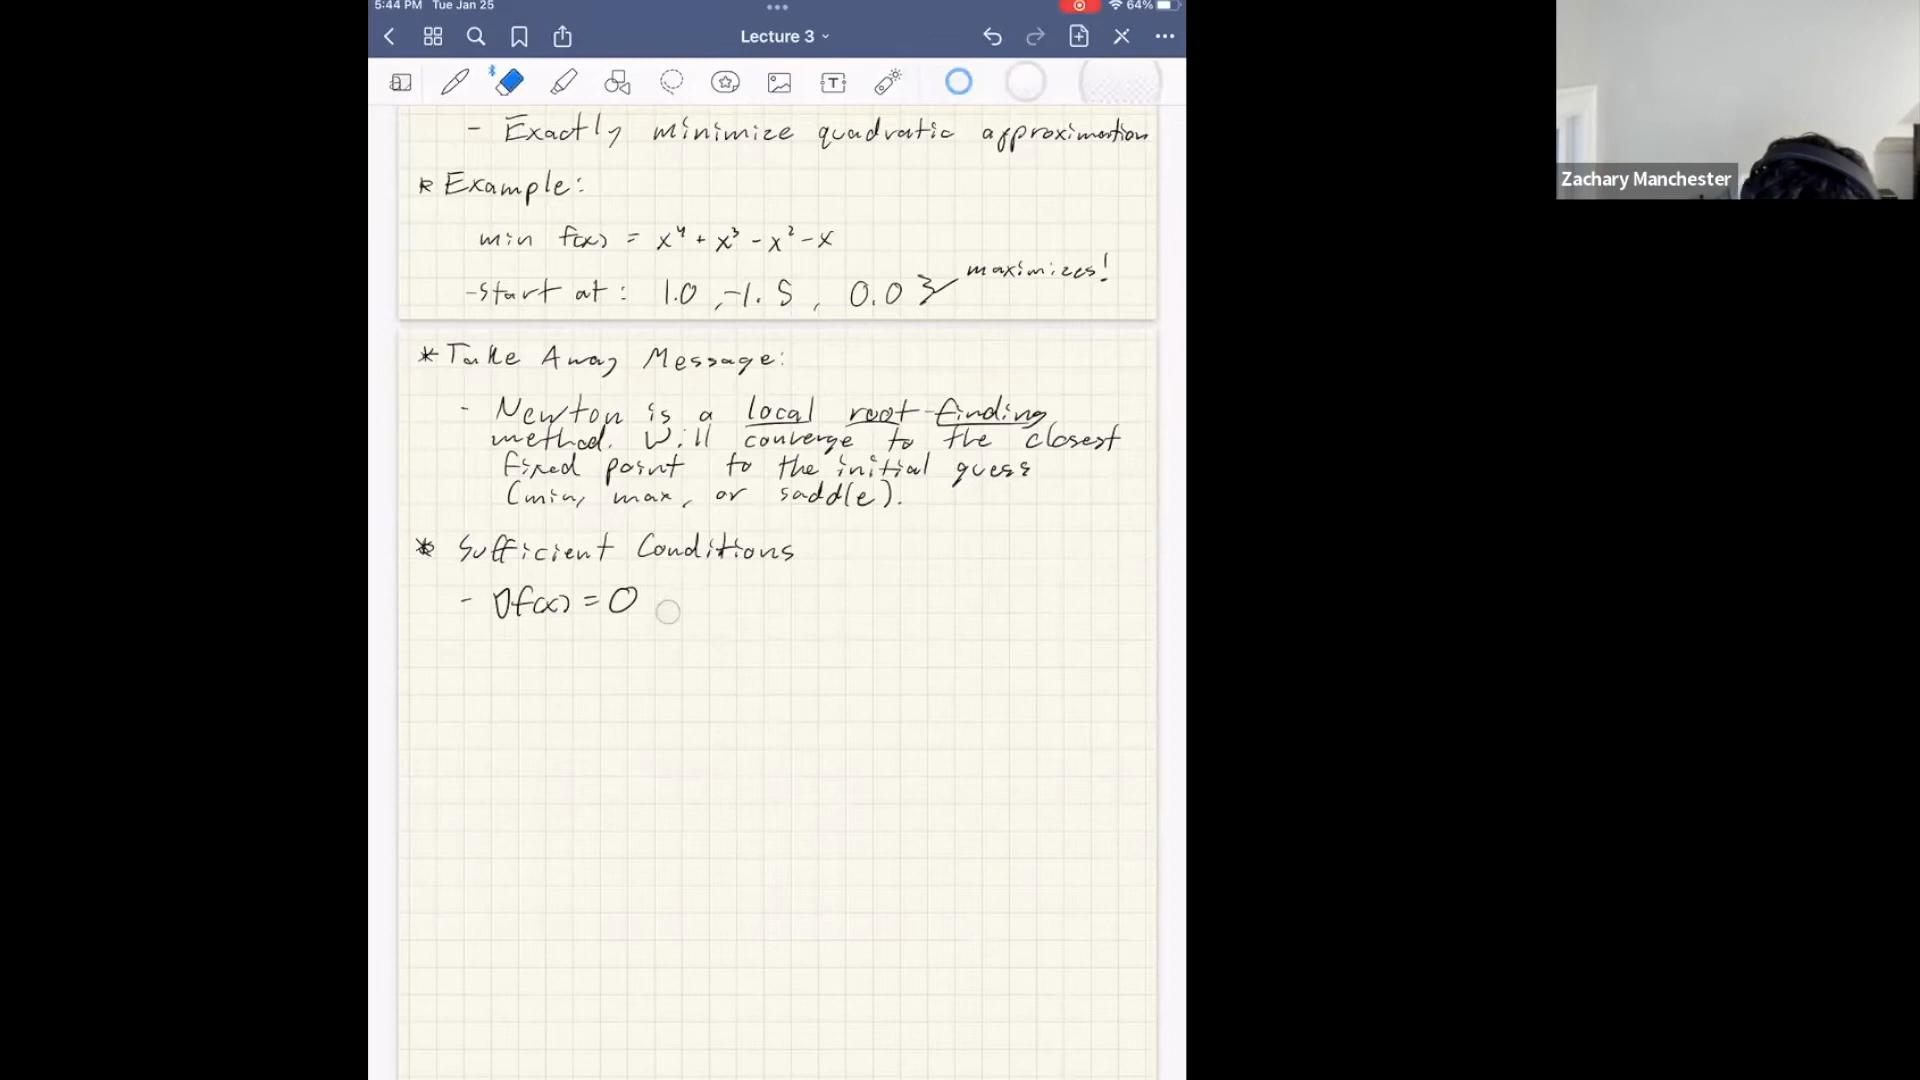 5:44 PM Tue Jan 25
64%
Lecture 3
Zachary Manchester
- Exactly minimize quadratic approximation
* Example:
min f(x) = x⁴ + x³ - x² - x
- start at: 1.0, -1.5, 0.0 } maximizes!
* Take Away Message:
- Newton is a local root-finding
method. Will converge to the closest
fixed point to the initial guess
(min, max, or saddle).
* Sufficient Conditions
- ∇f(x) = 0